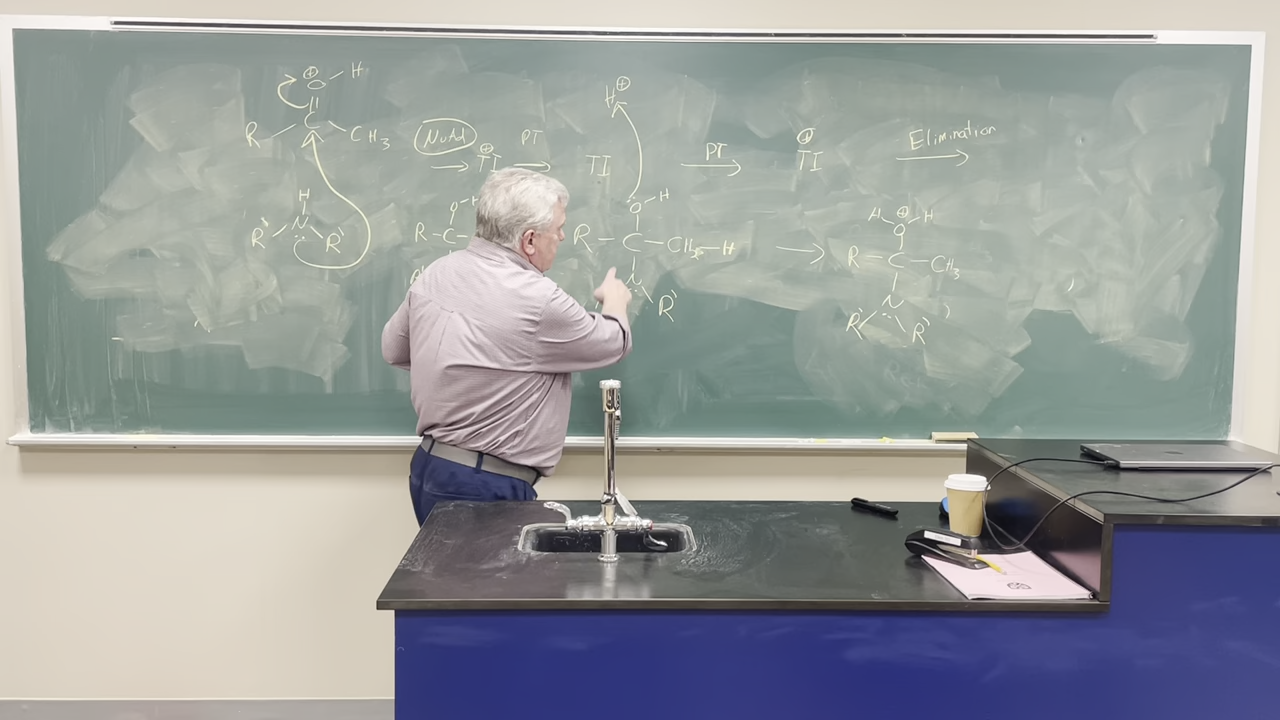 ⊕
O – H
R C CH3
H
N
R' R'
NuAd
⊕
TI
PT
TI
H⊕
PT
⊕
TI
Elimination
O – H
R – C
O – H
R – C – CH3 – H
N
R'
H ⊕ H
O
R – C – CH3
N
R' R'